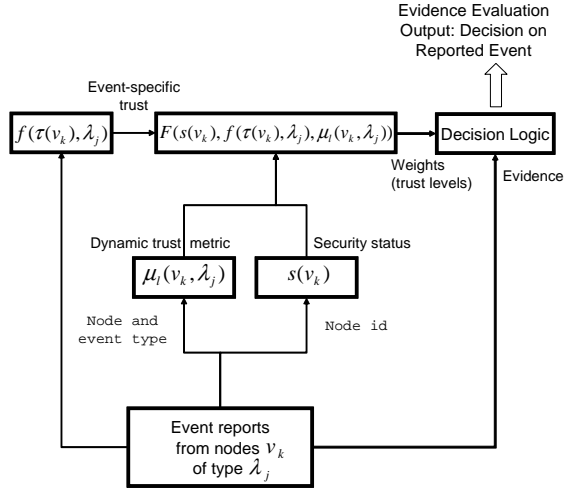 Evidence Evaluation
Output: Decision on
Reported Event
Event-specific
trust
f(τ(v_k),λ_j)
F(s(v_k), f(τ(v_k),λ_j),μ_l(v_k,λ_j))
Decision Logic
Weights
(trust levels)
Evidence
Dynamic trust metric
Security status
μ_l(v_k,λ_j)
s(v_k)
Node and
event type
Node id
Event reports
from nodes v_k
of type λ_j